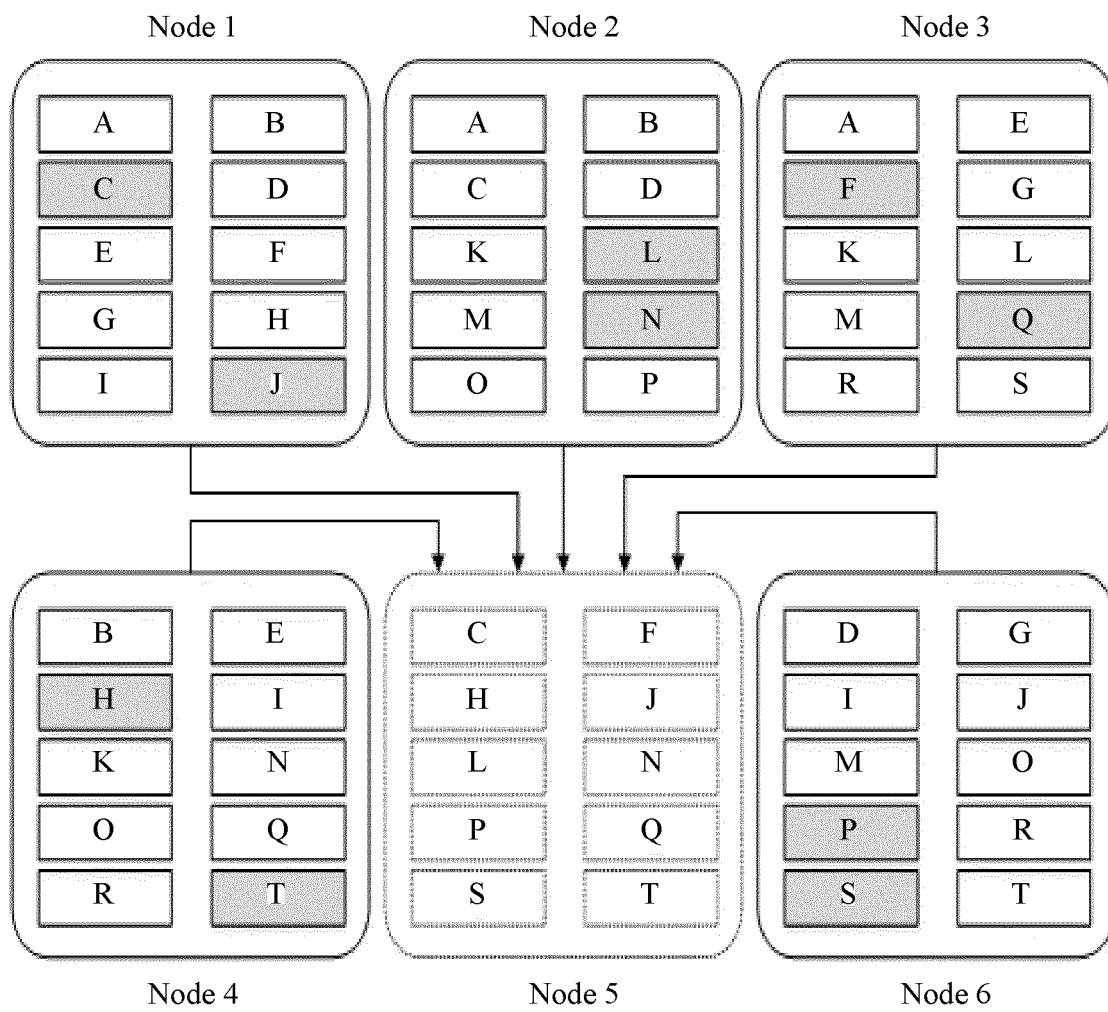 Node 1 Node 2 Node 3
A B A B A E
C D C D F G
E F K L K L
G H M N M Q
I J O P R S
B E C F D G
H I H J I J
K N L N M O
O Q P Q P R
R T S T S T
Node 4 Node 5 Node 6